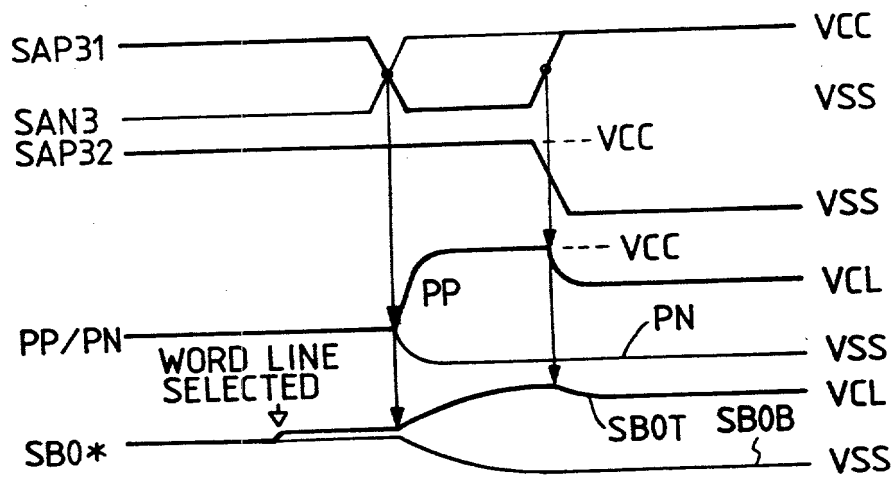 SAP31
VCC
SAN3
VSS
SAP32
VCC
VSS
VCC
PP
VCL
PP/PN
PN
VSS
WORD LINE
SELECTED
VCL
SB0T
SB0B
SB0*
VSS